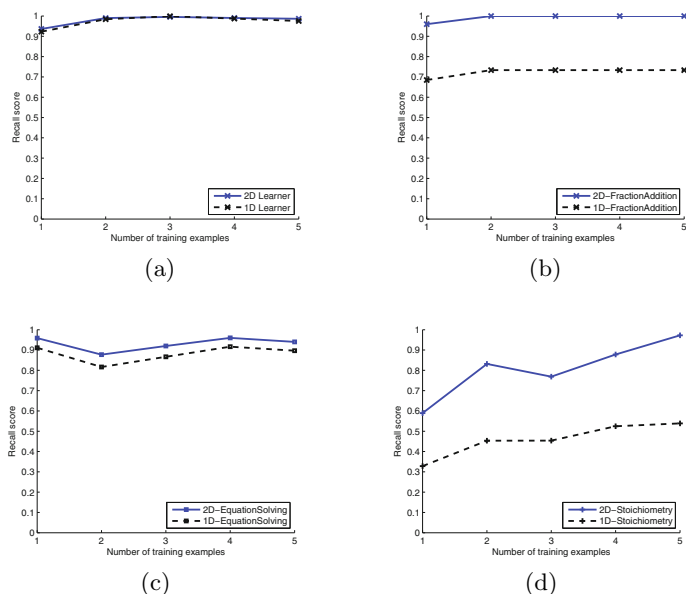 1
0.9
0.8
0.7
0.6
0.5
0.4
0.3
0.2
0.1
0
Recall score
1 2 3 4 5
Number of training examples
2D Learner
1D Learner
(a)
1
0.9
0.8
0.7
0.6
0.5
0.4
0.3
0.2
0.1
0
Recall score
1 2 3 4 5
Number of training examples
2D-FractionAddition
1D-FractionAddition
(b)
1
0.9
0.8
0.7
0.6
0.5
0.4
0.3
0.2
0.1
0
Recall score
1 2 3 4 5
Number of training examples
2D-EquationSolving
1D-EquationSolving
(c)
1
0.9
0.8
0.7
0.6
0.5
0.4
0.3
0.2
0.1
0
Recall score
1 2 3 4 5
Number of training examples
2D-Stoichiometry
1D-Stoichiometry
(d)